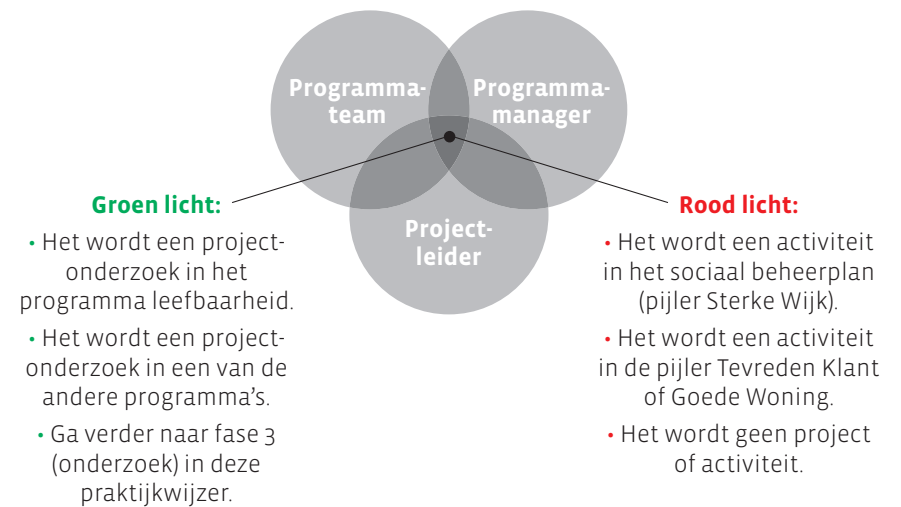 Programma-
team
Programma-
manager
Project-
leider
Groen licht:
• Het wordt een project-
onderzoek in het
programma leefbaarheid.
• Het wordt een project-
onderzoek in een van de
andere programma's.
• Ga verder naar fase 3
(onderzoek) in deze
praktijkwijzer.
Rood licht:
• Het wordt een activiteit
in het sociaal beheerplan
(pijler Sterke Wijk).
• Het wordt een activiteit
in de pijler Tevreden Klant
of Goede Woning.
• Het wordt geen project
of activiteit.